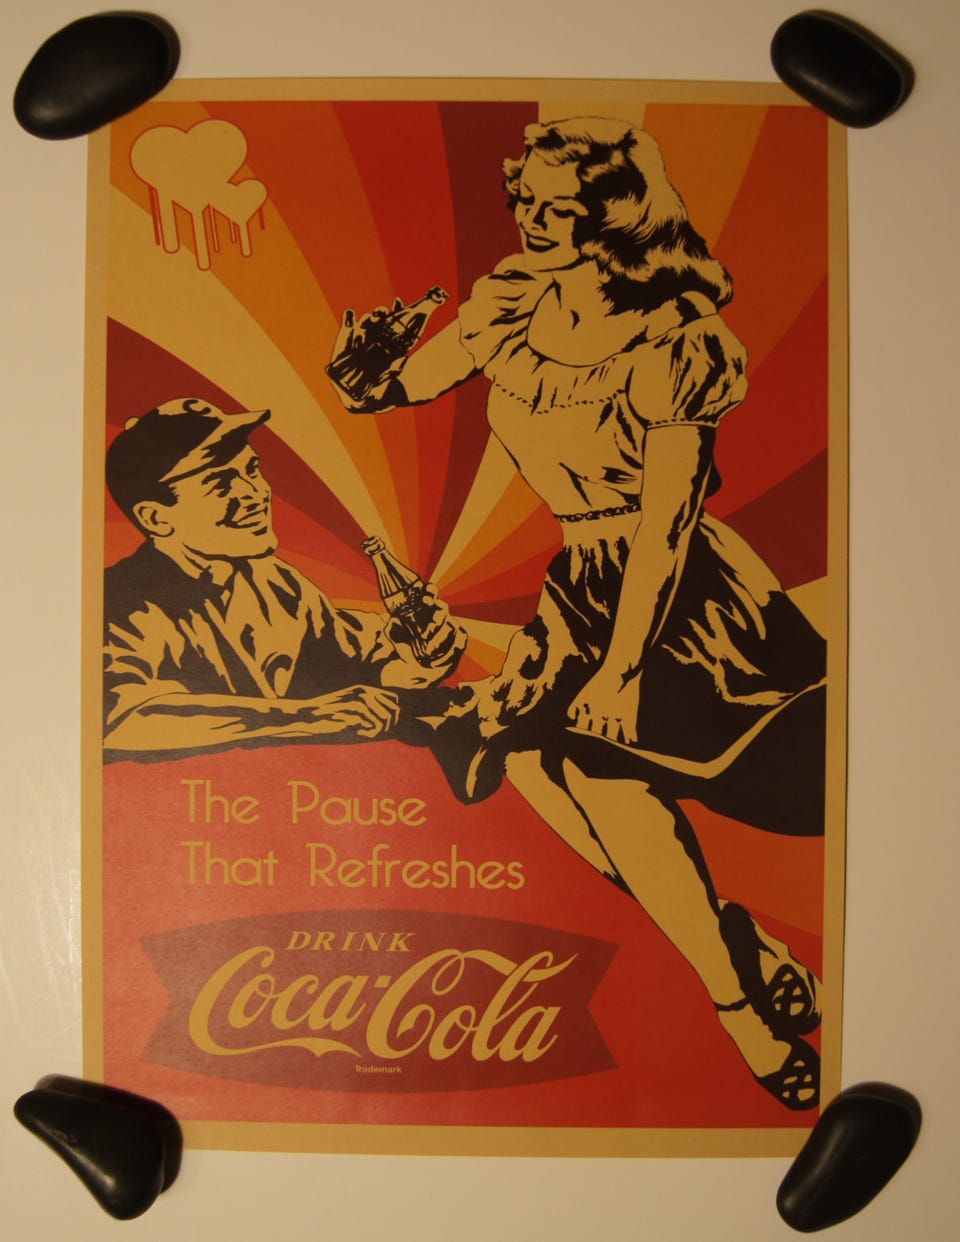 C
The Pause
That Refreshes
DRINK
Coca-Cola
Trademark